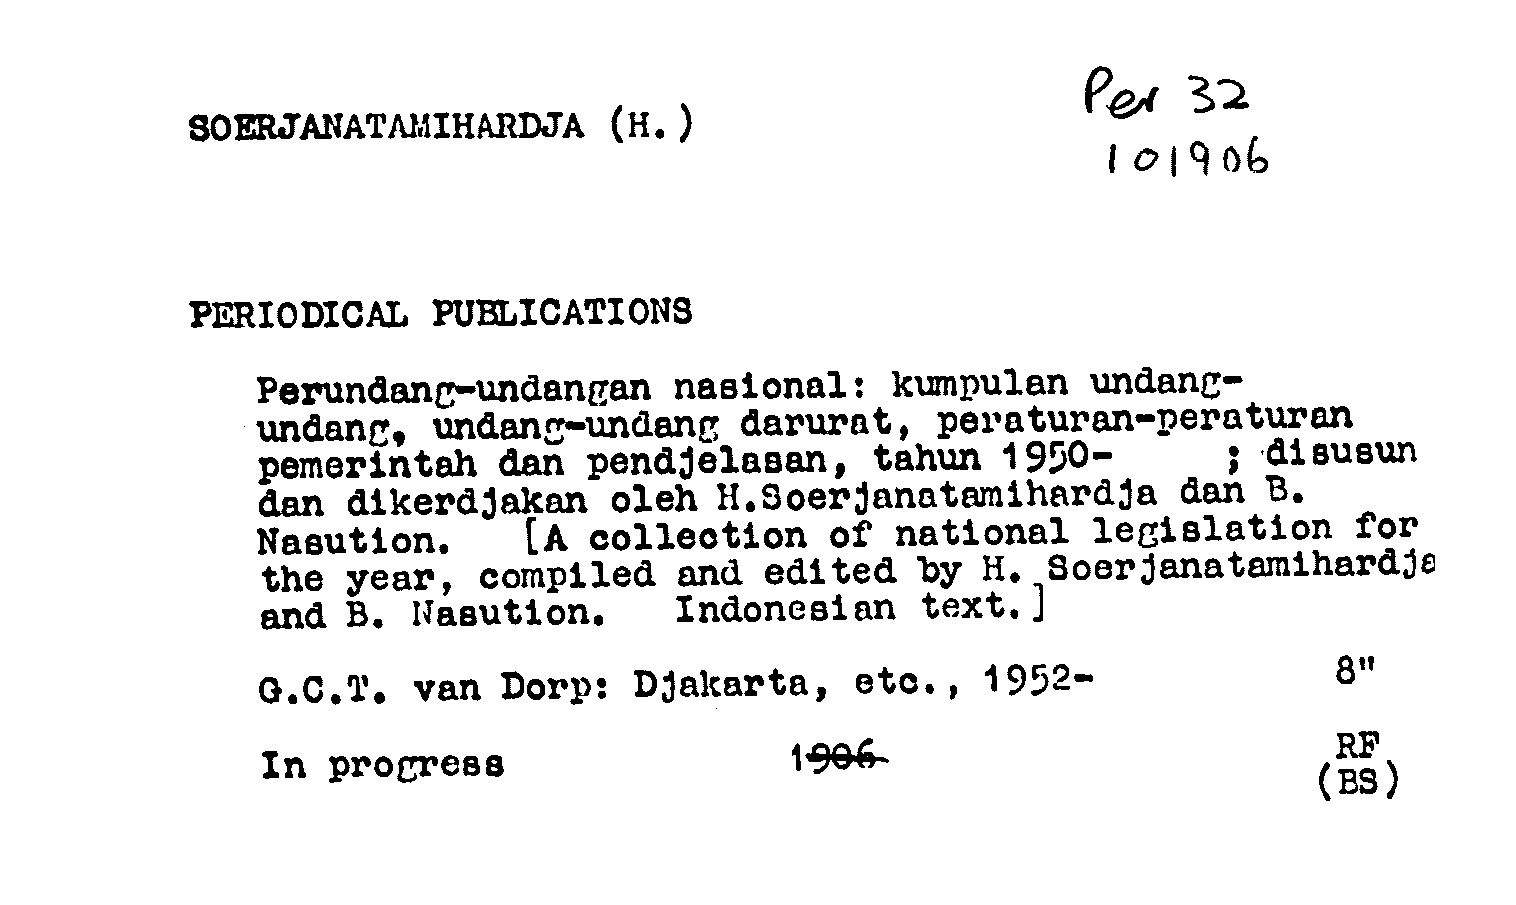 SOERJANATAMIHARDJA (H.)
Per 32
101906
PERIODICAL PUBLICATIONS
Perundang-undangan nasional: kumpulan undang-
undang, undang-undang darurat, peraturan-peraturan
pemerintah dan pendjelasan, tahun 1950- ; disusun
dan dikerdjakan oleh H.Soerjanatamihardja dan B.
Nasution. [A collection of national legislation for
the year, compiled and edited by H. Soerjanatamihardja
and B. Nasution. Indonesian text.]
G.C.T. van Dorp: Djakarta, etc., 1952- 8"
In progress 1906 RF
(BS)